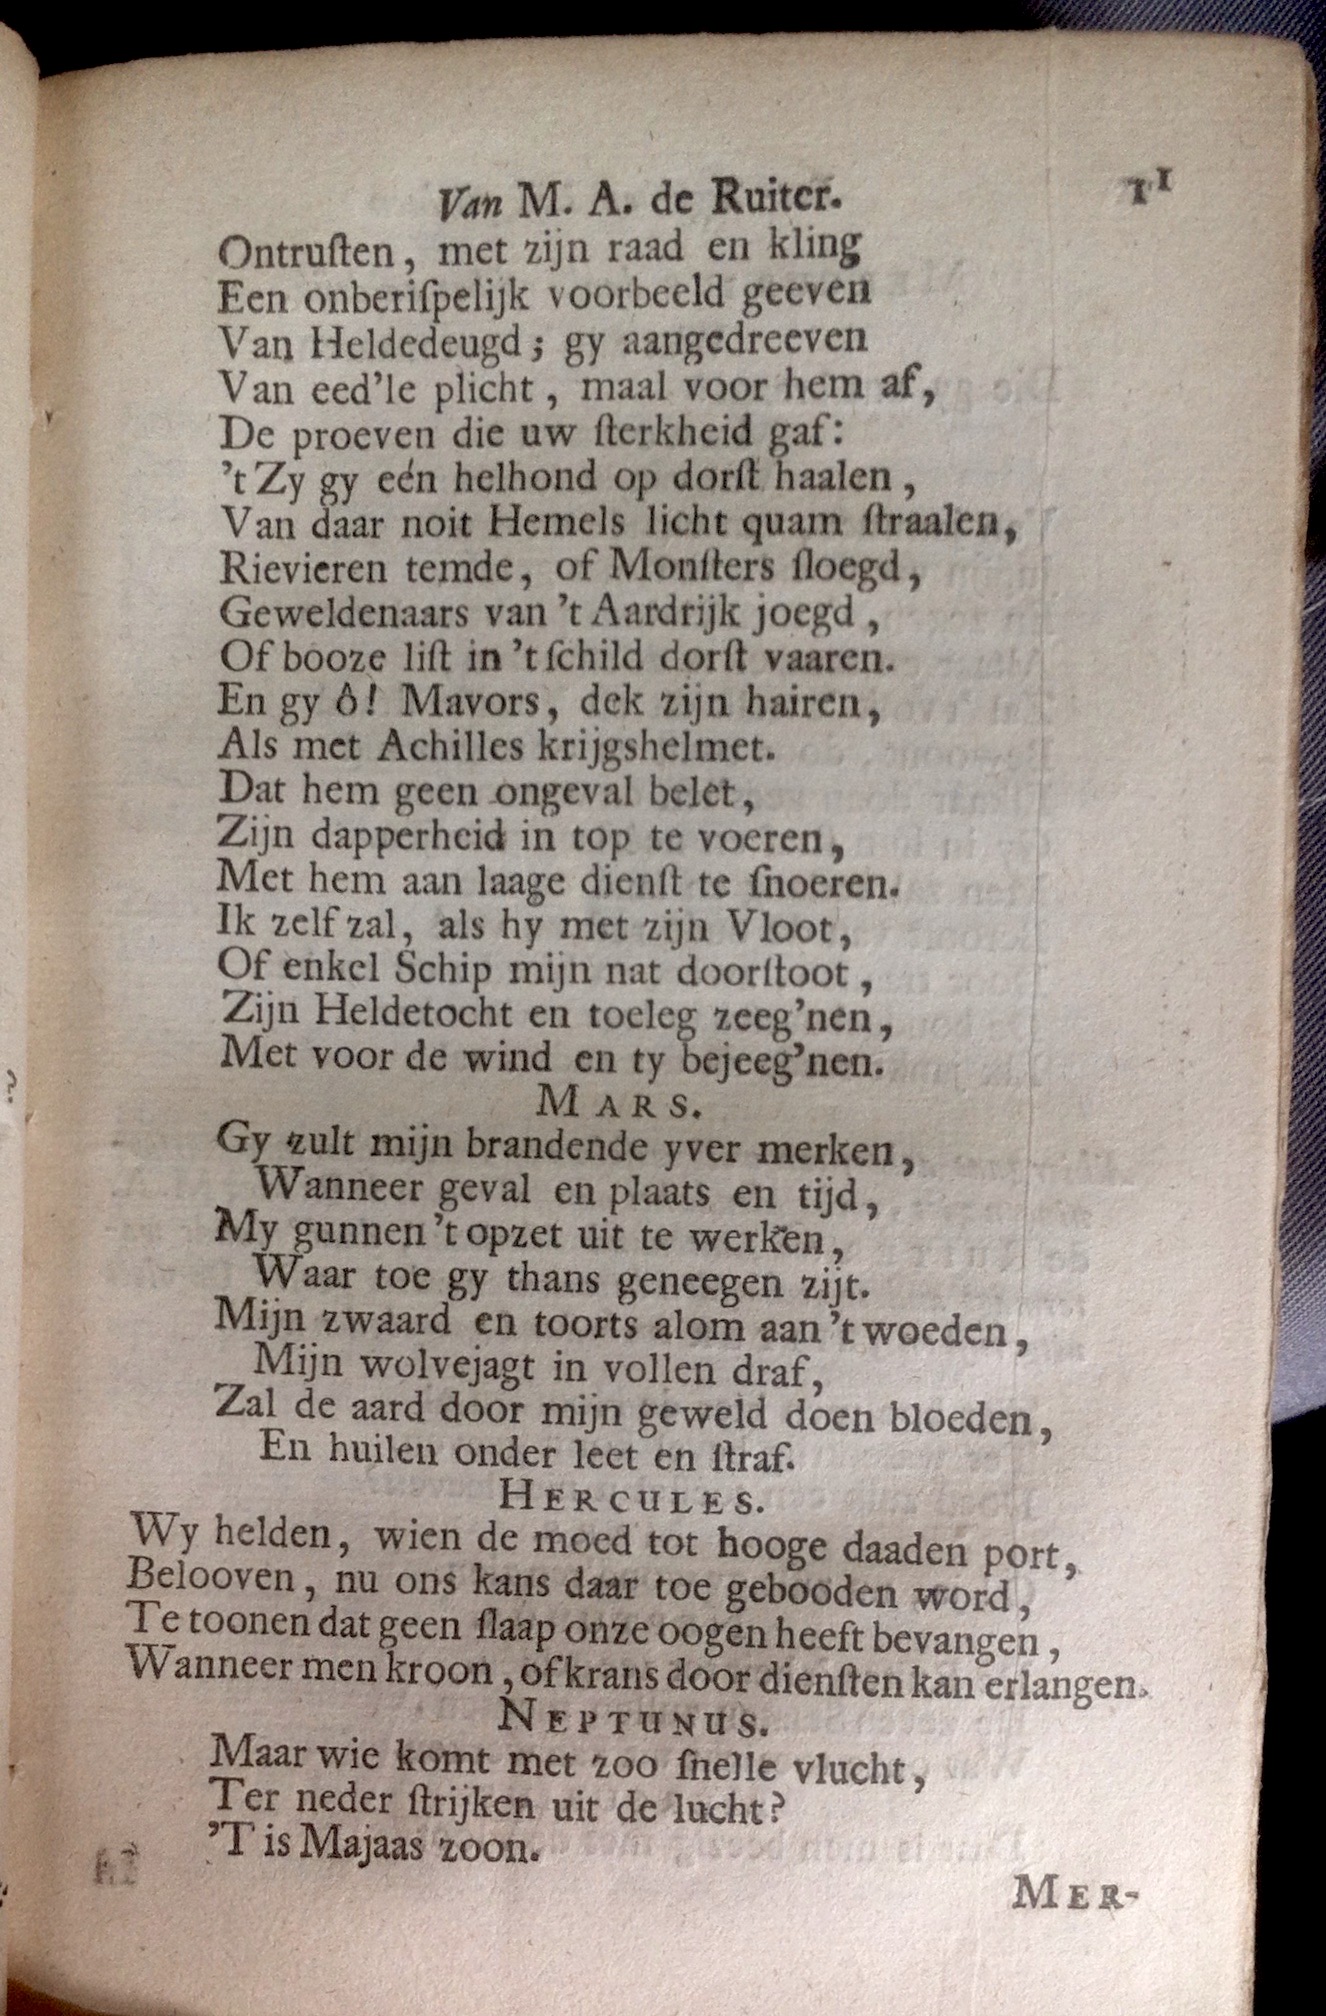 Van M. A. de Ruiter. 11
Ontruſten, met zijn raad en kling
Een onberiſpelijk voorbeeld geeven
Van Heldedeugd; gy aangedreeven
Van eed'le plicht, maal voor hem af,
De proeven die uw ſterkheid gaf:
't Zy gy eén helhond op dorſt haalen,
Van daar noit Hemels licht quam ſtraalen,
Rievieren temde, of Monſters ſloegd,
Geweldenaars van 't Aardrijk joegd,
Of booze liſt in 't ſchild dorſt vaaren.
En gy ô! Mavors, dek zijn hairen,
Als met Achilles krijgshelmet.
Dat hem geen ongeval belet,
Zijn dapperheid in top te voeren,
Met hem aan laage dienſt te ſnoeren.
Ik zelf zal, als hy met zijn Vloot,
Of enkel Schip mijn nat doorſtoot,
Zijn Heldetocht en toeleg zeeg'nen,
Met voor de wind en ty bejeeg'nen.
MARS.
Gy zult mijn brandende yver merken,
Wanneer geval en plaats en tijd,
My gunnen 't opzet uit te werken,
Waar toe gy thans geneegen zijt.
Mijn zwaard en toorts alom aan 't woeden,
Mijn wolvejagt in vollen draf,
Zal de aard door mijn geweld doen bloeden,
En huilen onder leet en ſtraf.
HERCULES.
Wy helden, wien de moed tot hooge daaden port,
Belooven, nu ons kans daar toe gebooden word,
Te toonen dat geen ſlaap onze oogen heeft bevangen,
Wanneer men kroon, of krans door dienſten kan erlangen.
NEPTUNUS.
Maar wie komt met zoo ſnelle vlucht,
Ter neder ſtrijken uit de lucht?
'T is Majaas zoon.
MER-